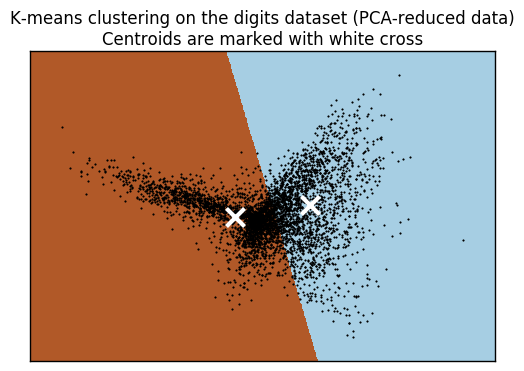 K-means clustering on the digits dataset (PCA-reduced data)
Centroids are marked with white cross